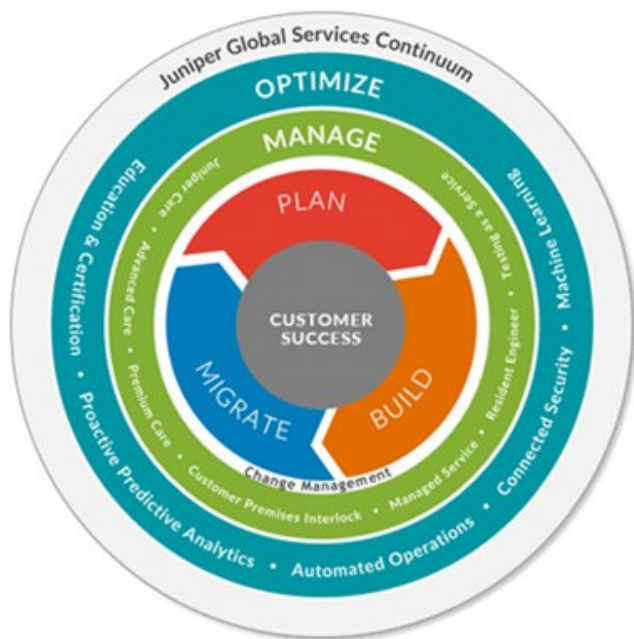 Juniper Global Services Continuum
OPTIMIZE
Education & Certification • Proactive Predictive Analytics • Automated Operations • Connected Security • Machine Learning
MANAGE
Juniper Care • Advanced Care • Premium Care • Customer Premises Interlock • Managed Service • Resident Engineer • Testing as a Service
PLAN
BUILD
MIGRATE
Change Management
CUSTOMER
SUCCESS